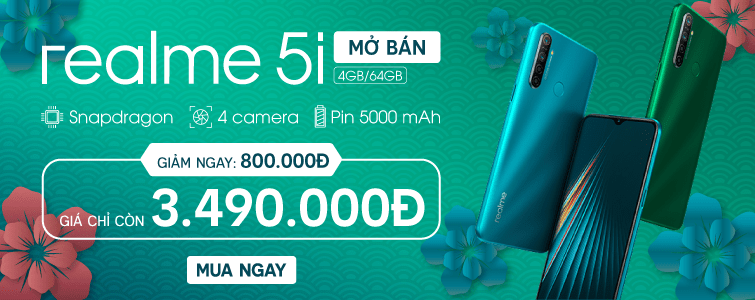 realme 5i
MỞ BÁN
4GB/64GB
Snapdragon 4 camera Pin 5000 mAh
GIẢM NGAY: 800.000Đ
GIÁ CHỈ CÒN 3.490.000Đ
MUA NGAY
realme